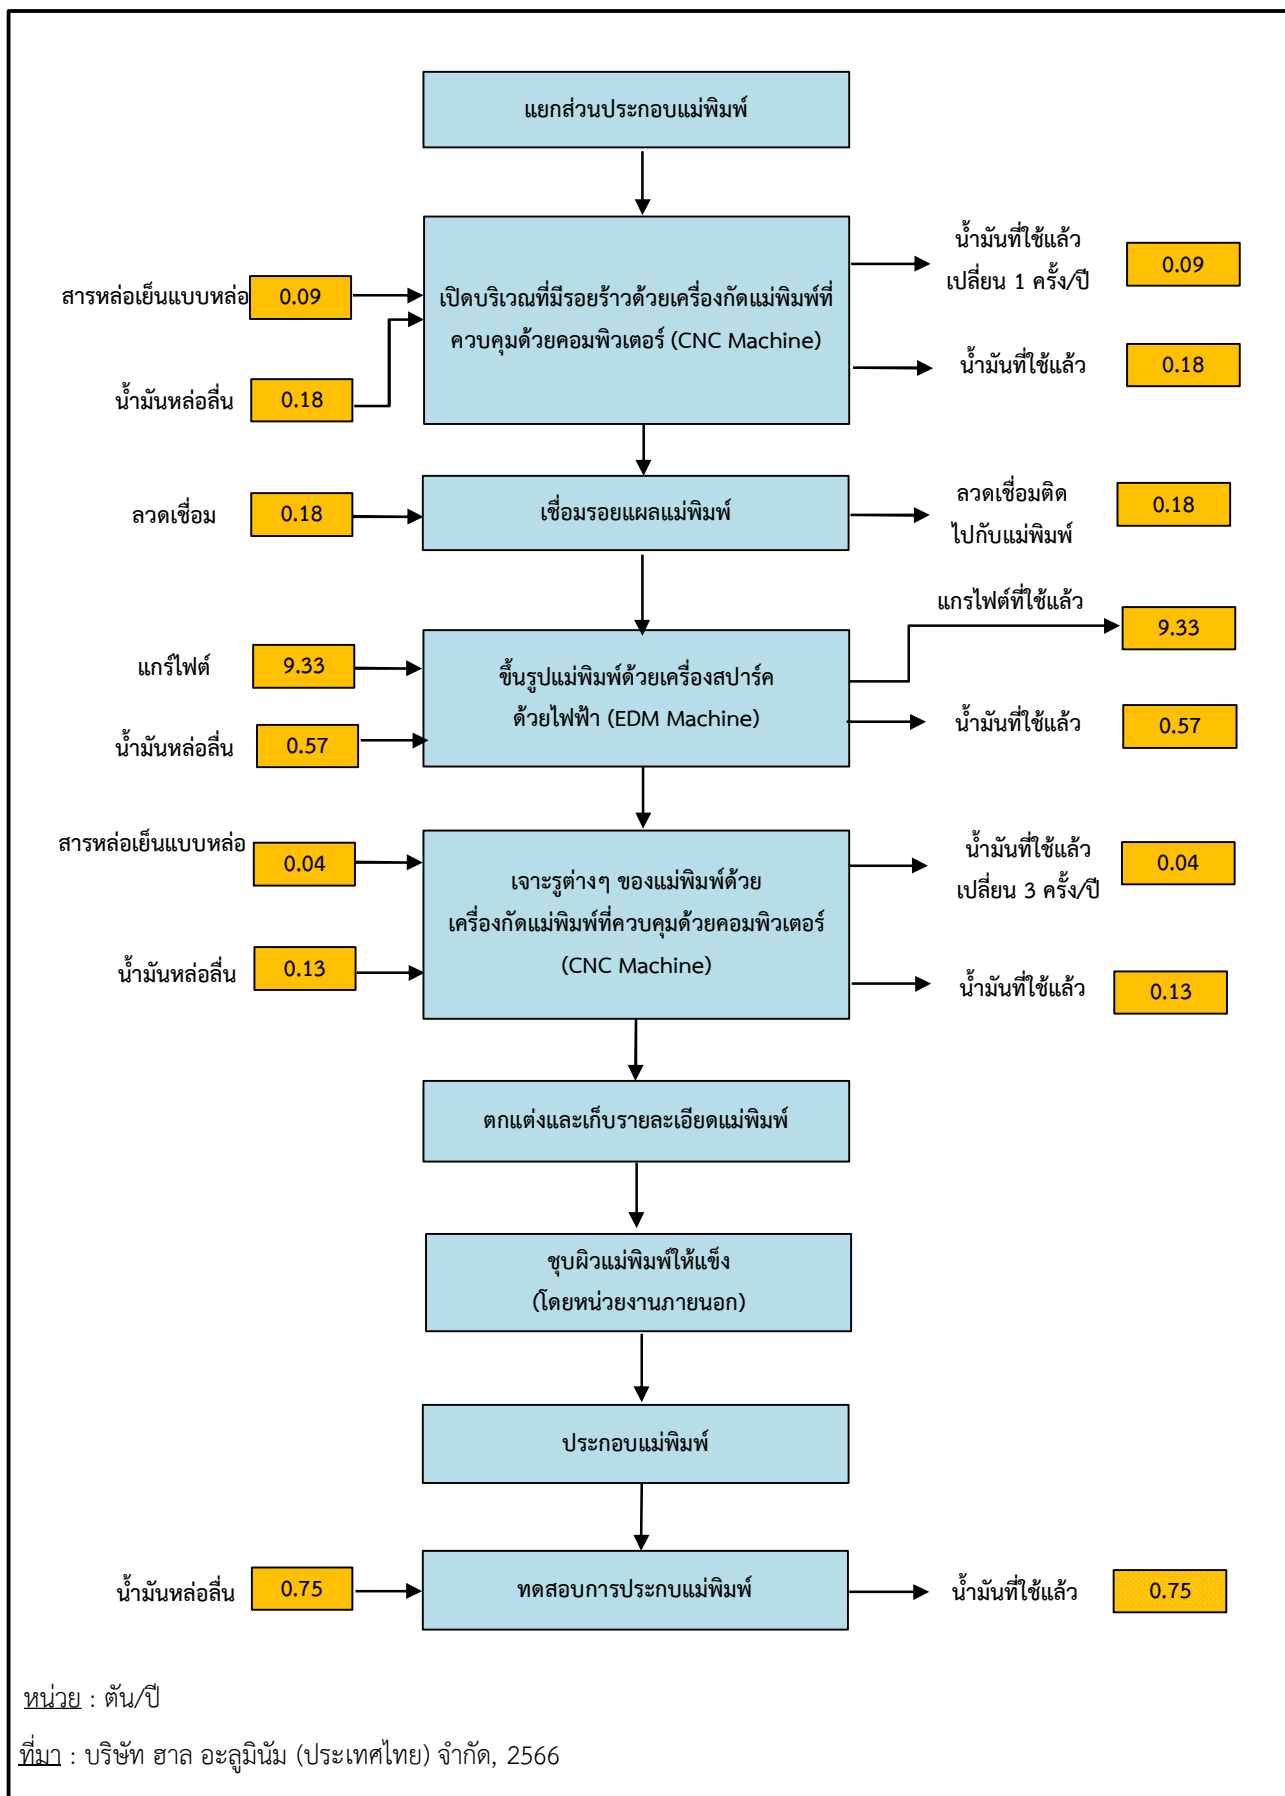 แยกส่วนประกอบแม่พิมพ์
สารหล่อเย็นแบบหล่อ
0.09
น้ำมันหล่อลื่น
0.18
เปิดบริเวณที่มีรอยร้าวด้วยเครื่องกัดแม่พิมพ์ที่
ควบคุมด้วยคอมพิวเตอร์ (CNC Machine)
น้ำมันที่ใช้แล้ว
เปลี่ยน 1 ครั้ง/ปี
0.09
น้ำมันที่ใช้แล้ว
0.18
ลวดเชื่อม
0.18
เชื่อมรอยแผลแม่พิมพ์
ลวดเชื่อมติด
ไปกับแม่พิมพ์
0.18
แกร์ไฟต์
9.33
น้ำมันหล่อลื่น
0.57
ขึ้นรูปแม่พิมพ์ด้วยเครื่องสปาร์ค
ด้วยไฟฟ้า (EDM Machine)
แกรไฟต์ที่ใช้แล้ว
9.33
น้ำมันที่ใช้แล้ว
0.57
สารหล่อเย็นแบบหล่อ
0.04
น้ำมันหล่อลื่น
0.13
เจาะรูต่างๆ ของแม่พิมพ์ด้วย
เครื่องกัดแม่พิมพ์ที่ควบคุมด้วยคอมพิวเตอร์
(CNC Machine)
น้ำมันที่ใช้แล้ว
เปลี่ยน 3 ครั้ง/ปี
0.04
น้ำมันที่ใช้แล้ว
0.13
ตกแต่งและเก็บรายละเอียดแม่พิมพ์
ชุบผิวแม่พิมพ์ให้แข็ง
(โดยหน่วยงานภายนอก)
ประกอบแม่พิมพ์
น้ำมันหล่อลื่น
0.75
ทดสอบการประกบแม่พิมพ์
น้ำมันที่ใช้แล้ว
0.75
หน่วย : ตัน/ปี
ที่มา : บริษัท ฮาล อะลูมินัม (ประเทศไทย) จำกัด, 2566